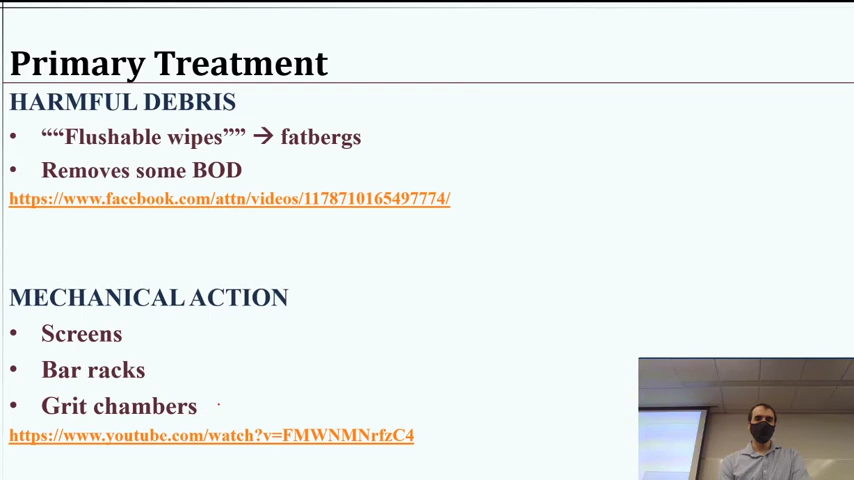 Primary Treatment
HARMFUL DEBRIS
• ““Flushable wipes”” → fatbergs
• Removes some BOD
https://www.facebook.com/attn/videos/1178710165497774/
MECHANICAL ACTION
• Screens
• Bar racks
• Grit chambers
https://www.youtube.com/watch?v=FMWNMNrfzC4